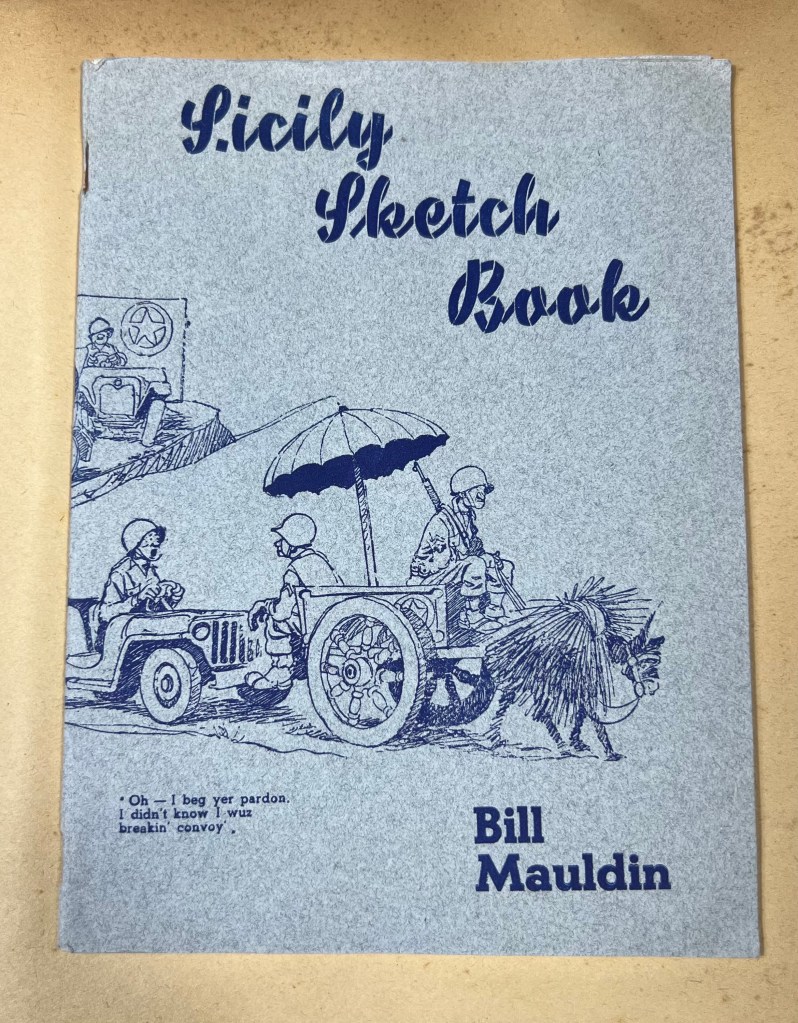 Sicily
Sketch
Book
"Oh — I beg yer pardon.
I didn't know I wuz
breakin' convoy".
Bill
Mauldin